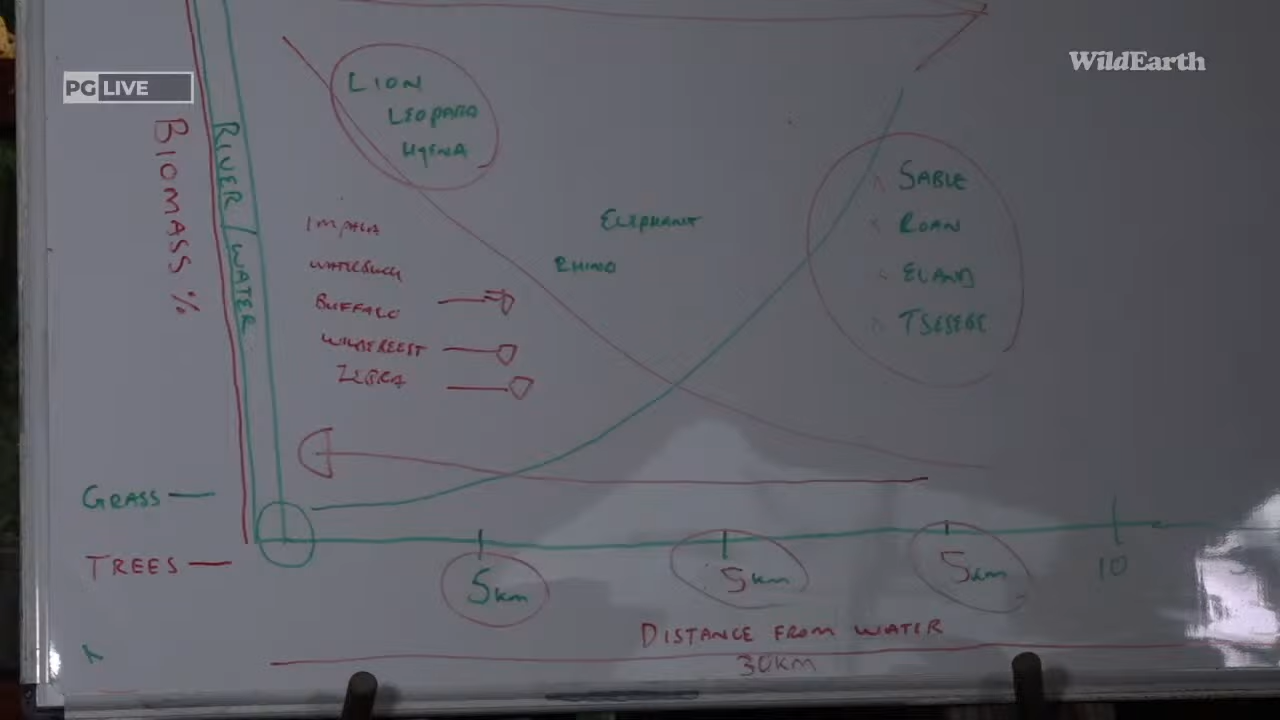 PG LIVE
WildEarth
BIOMASS %
RIVER/WATER
LION
LEOPARD
HYENA
IMPALA
WATERBUCK
BUFFALO
WILDEBEEST
ZEBRA
ELEPHANT
RHINO
SABLE
ROAN
ELAND
TSESEBE
GRASS
TREES
5km
5km
5km
10
DISTANCE FROM WATER
30km